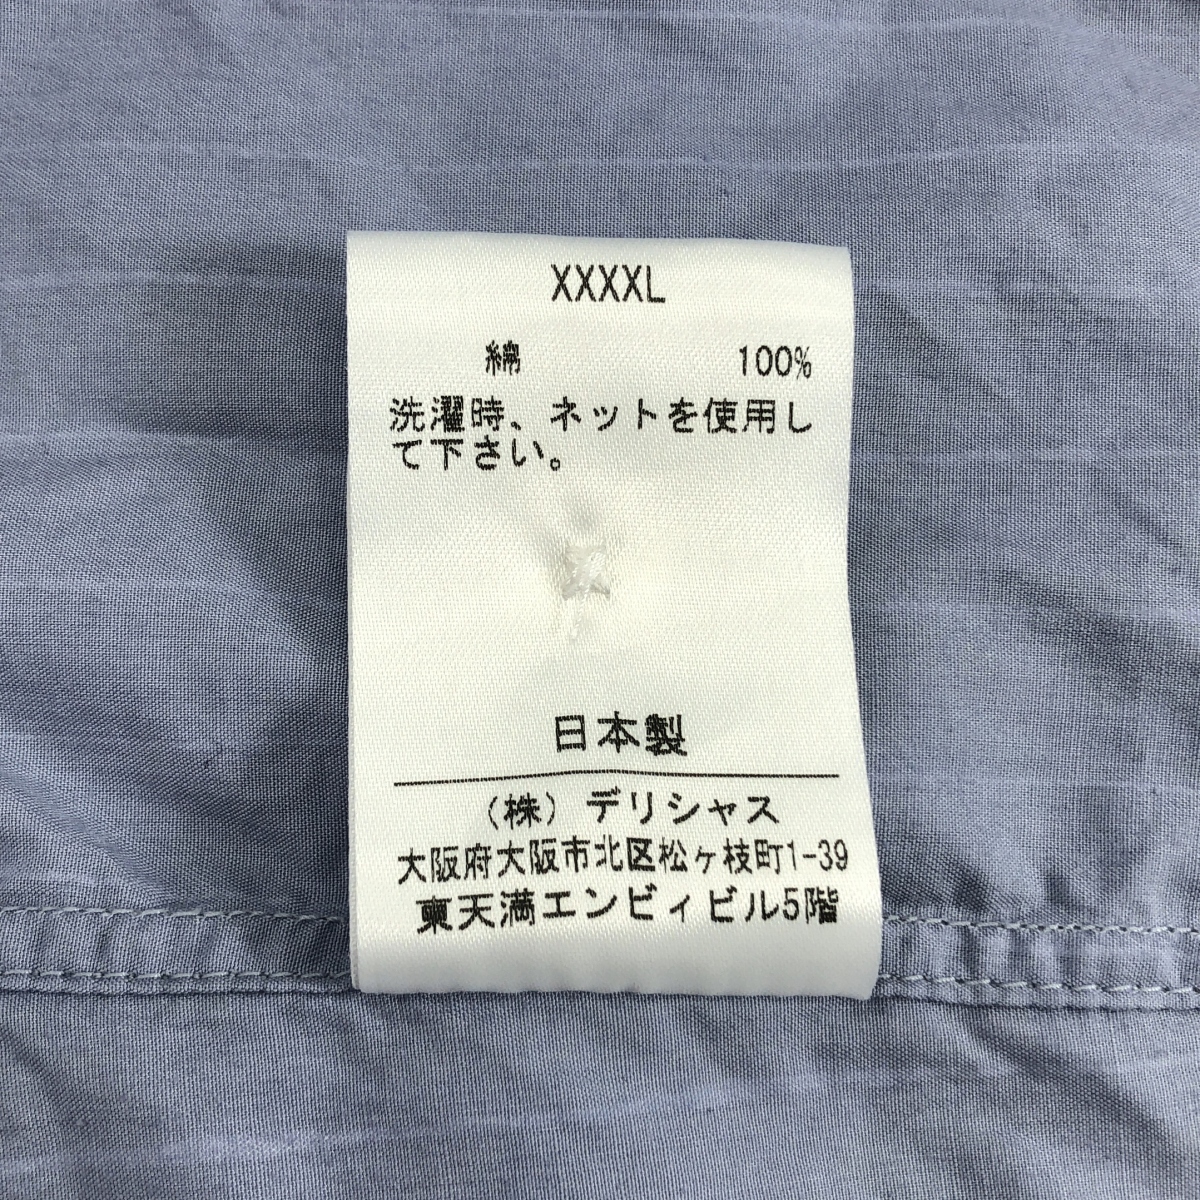 XXXXL
綿 100%
洗濯時、ネットを使用し
て下さい。
日本製
(株) デリシャス
大阪府大阪市北区松ヶ枝町1-39
東天満エンビィビル5階